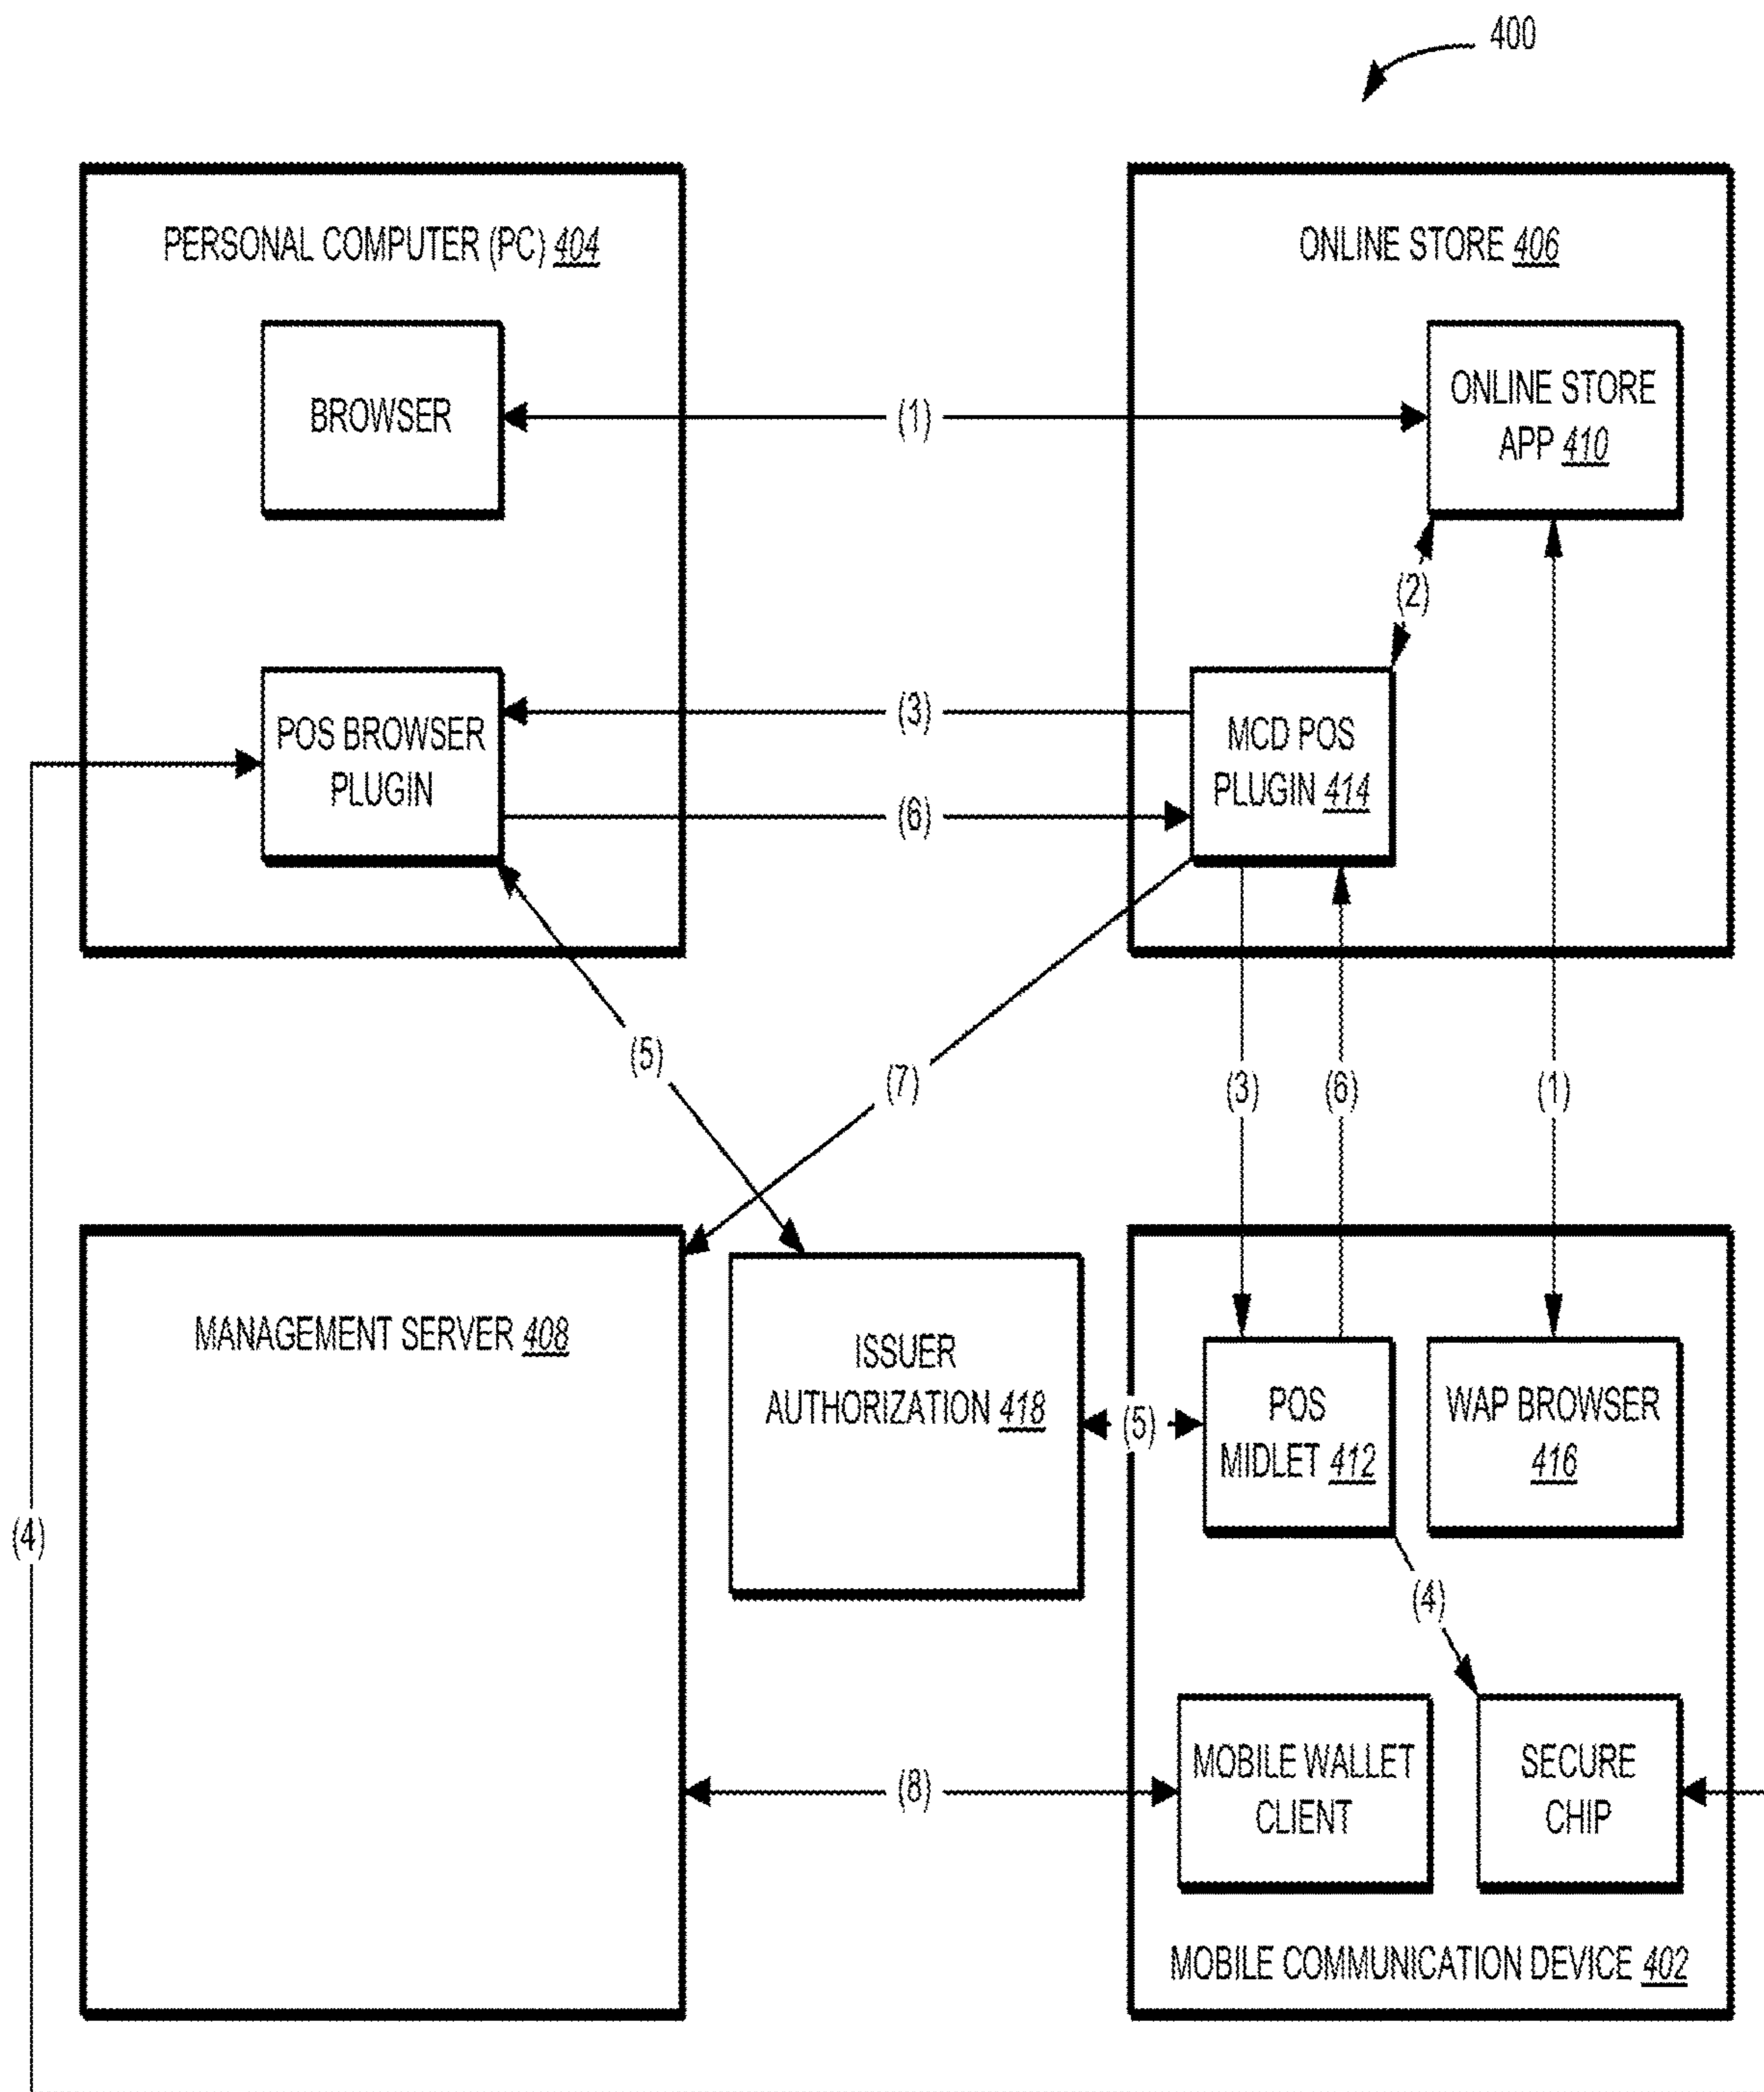 400
PERSONAL COMPUTER (PC) 404
ONLINE STORE 406
BROWSER
(1)
ONLINE STORE
APP 410
(2)
POS BROWSER
PLUGIN
(3)
(6)
MCD POS
PLUGIN 414
(5)
(7)
(3)
(6)
(1)
MANAGEMENT SERVER 408
ISSUER
AUTHORIZATION 418
(5)
POS
MIDLET 412
WAP BROWSER
416
(4)
(4)
(8)
MOBILE WALLET
CLIENT
SECURE
CHIP
MOBILE COMMUNICATION DEVICE 402